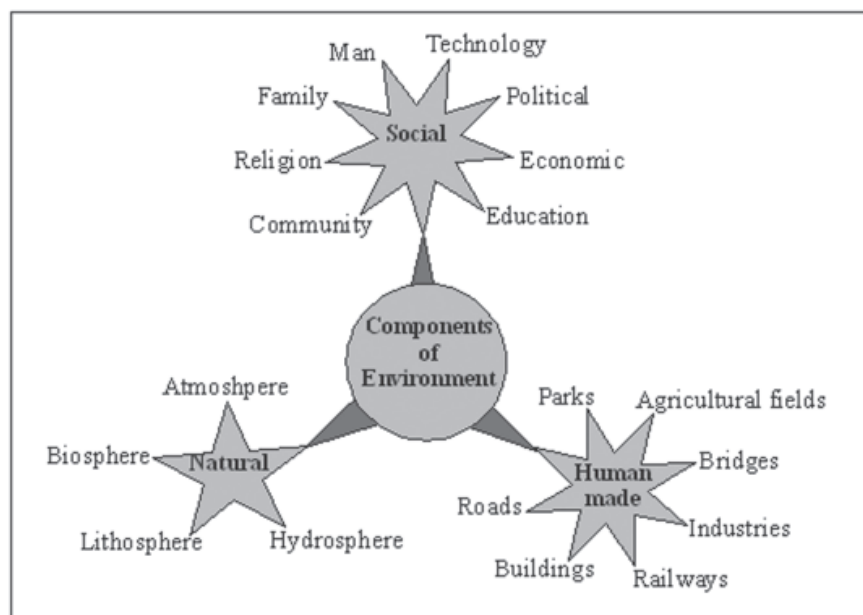 Man
Technology
Family
Political
Social
Religion
Economic
Community
Education
Components
of
Environment
Atmoshpere
Biosphere
Natural
Lithosphere
Hydrosphere
Parks
Agricultural fields
Human
made
Bridges
Roads
Industries
Buildings
Railways